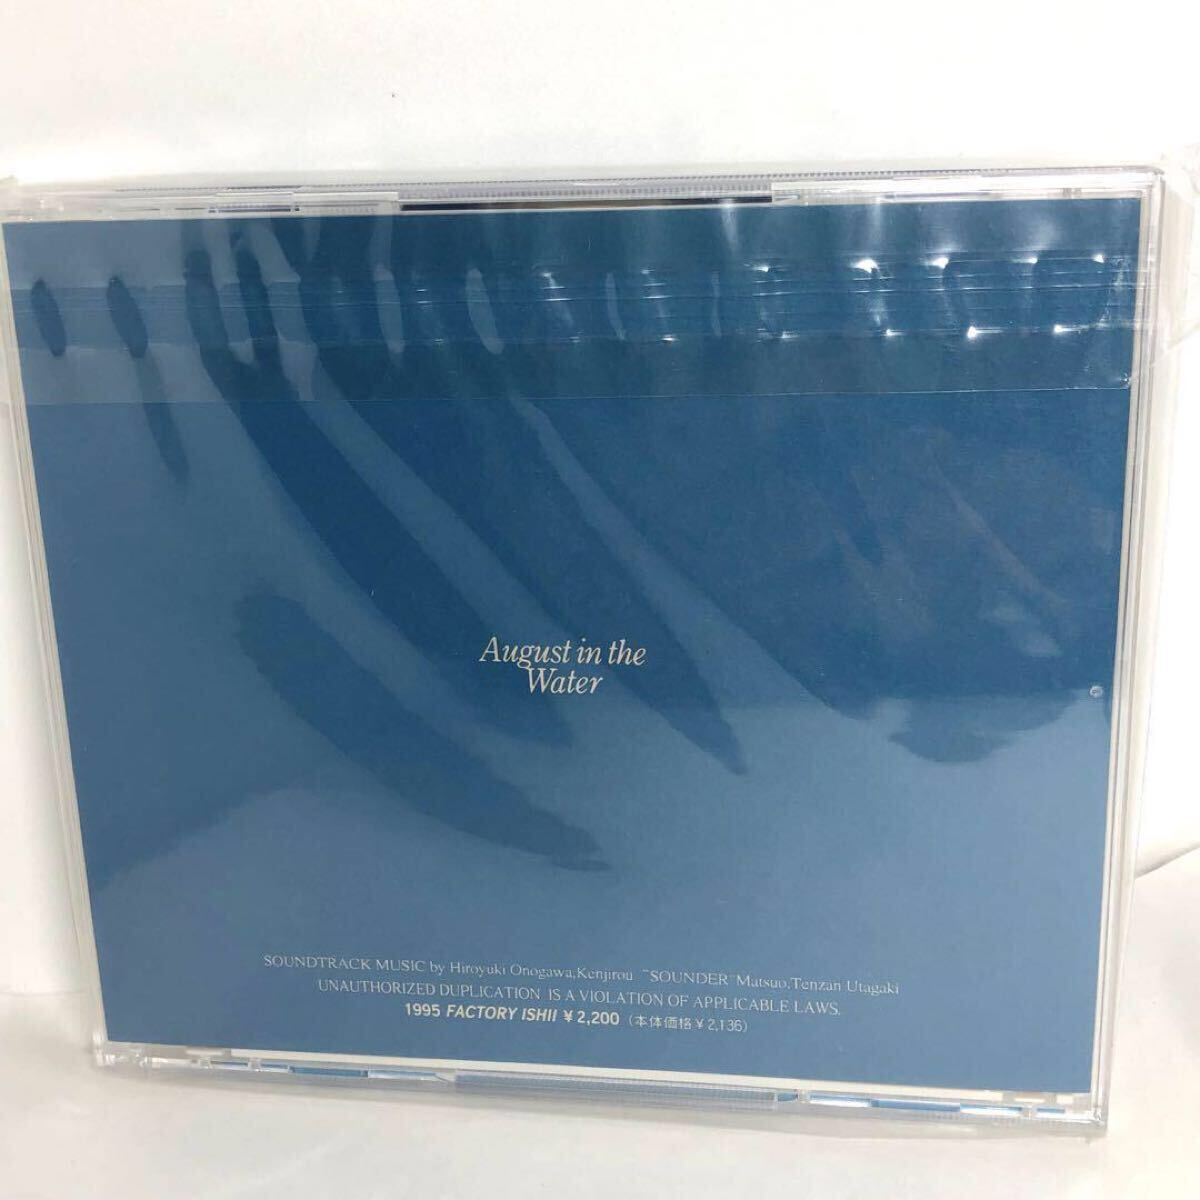 August in the
Water
SOUNDTRACK MUSIC by Hiroyuki Onogawa,Kenjirou "SOUNDER"Matsuo,Tenzan Utagaki
UNAUTHORIZED DUPLICATION IS A VIOLATION OF APPLICABLE LAWS.
1995 FACTORY ISHII ¥2,200（本体価格¥2,136）